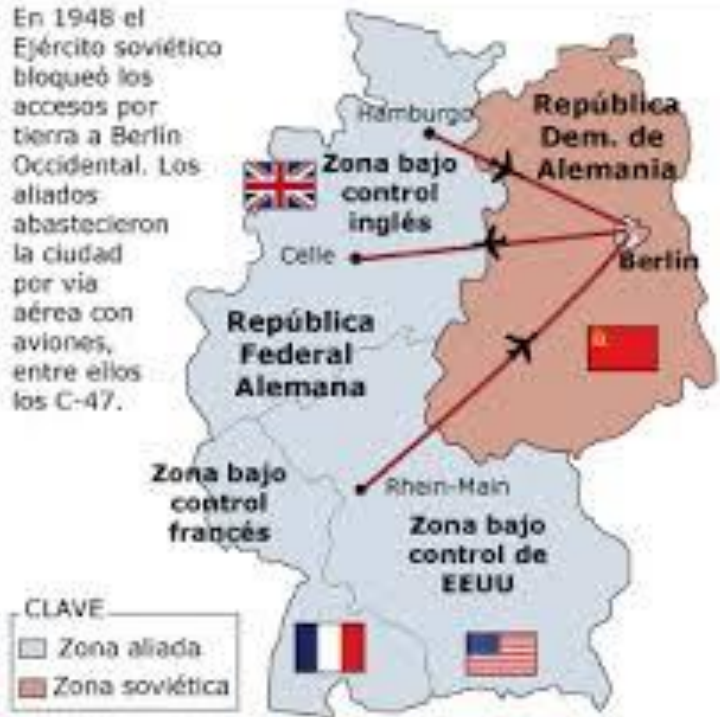 En 1948 el
Ejército soviético
bloqueó los
accesos por
tierra a Berlín
Occidental. Los
aliados
abastecieron
la ciudad
por vía
aérea con
aviones,
entre ellos
los C-47.
Hamburgo
República
Dem. de
Alemania
Zona bajo
control
inglés
Celle
Berlín
República
Federal
Alemana
Zona bajo
control
francés
Rhein-Main
Zona bajo
control de
EEUU
CLAVE
Zona aliada
Zona soviética